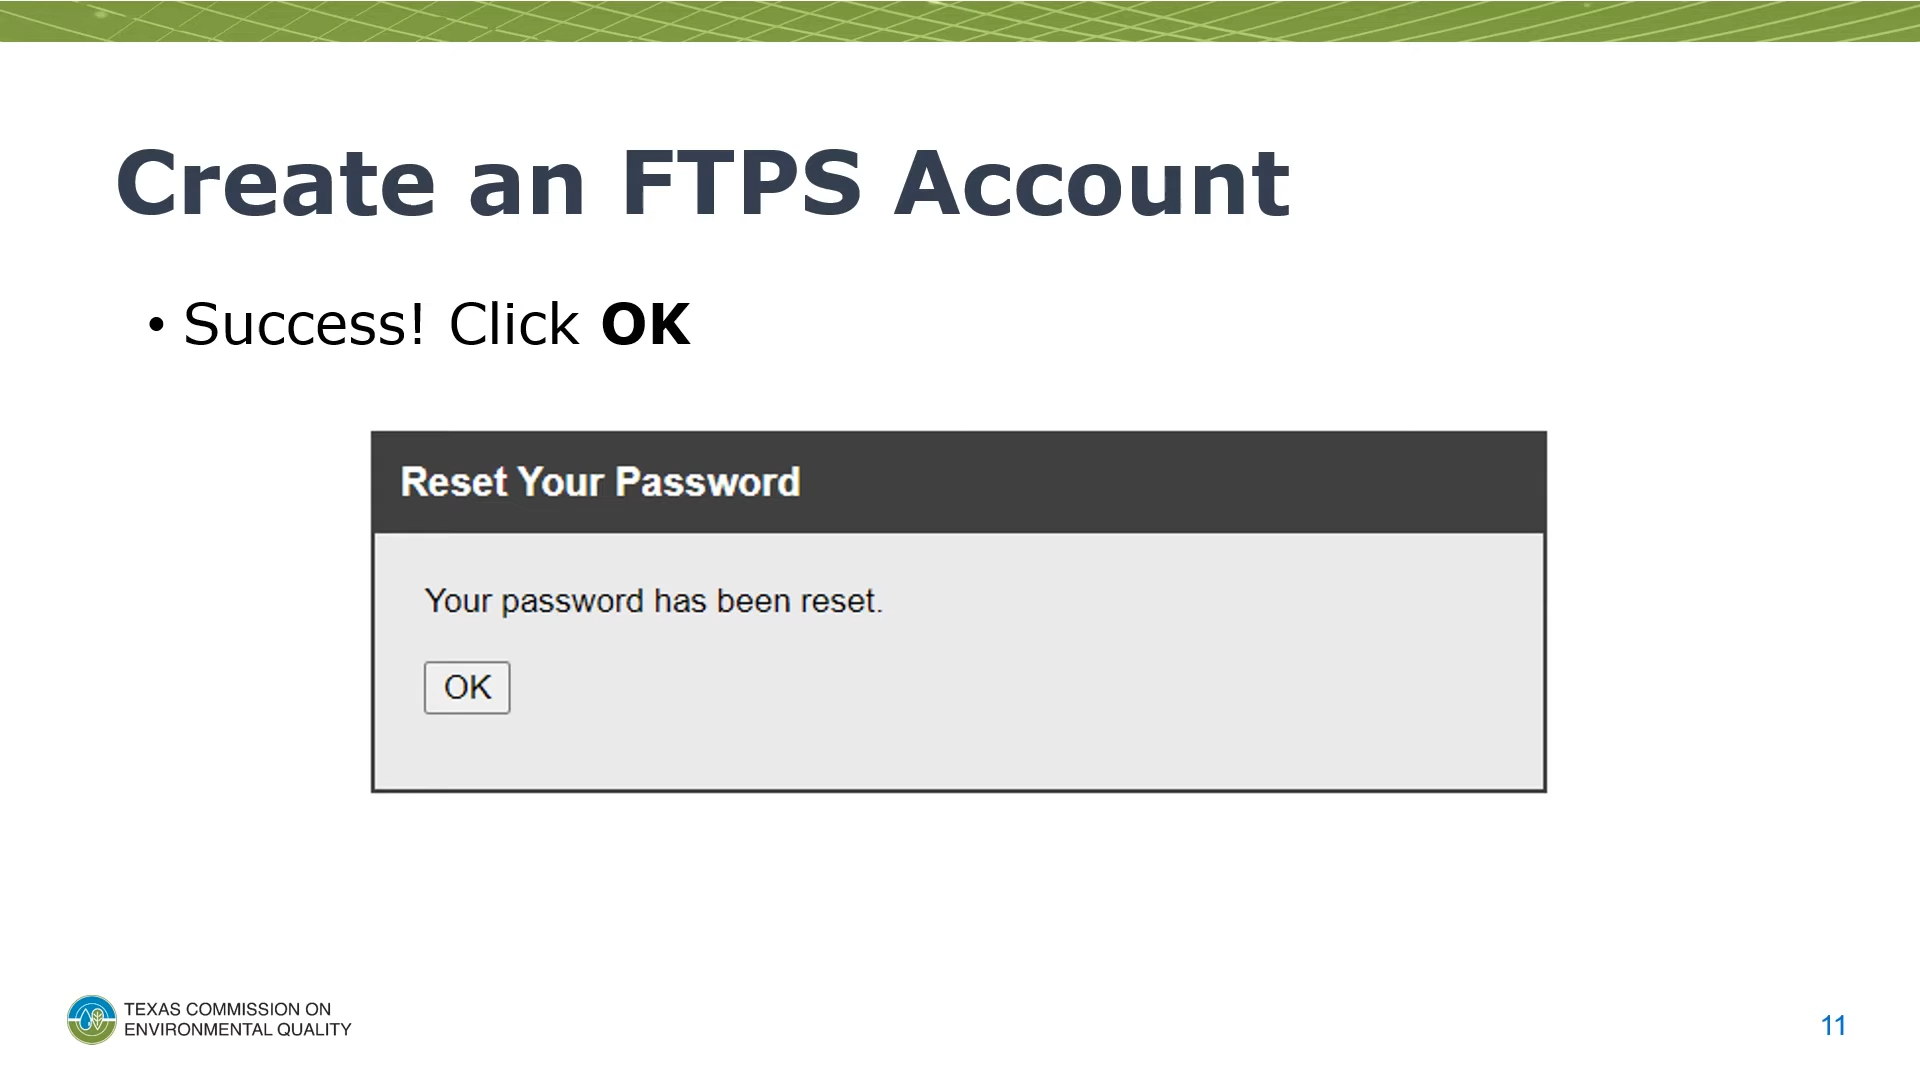 Create an FTPS Account
• Success! Click OK
Reset Your Password
Your password has been reset.
OK
TEXAS COMMISSION ON
ENVIRONMENTAL QUALITY
11